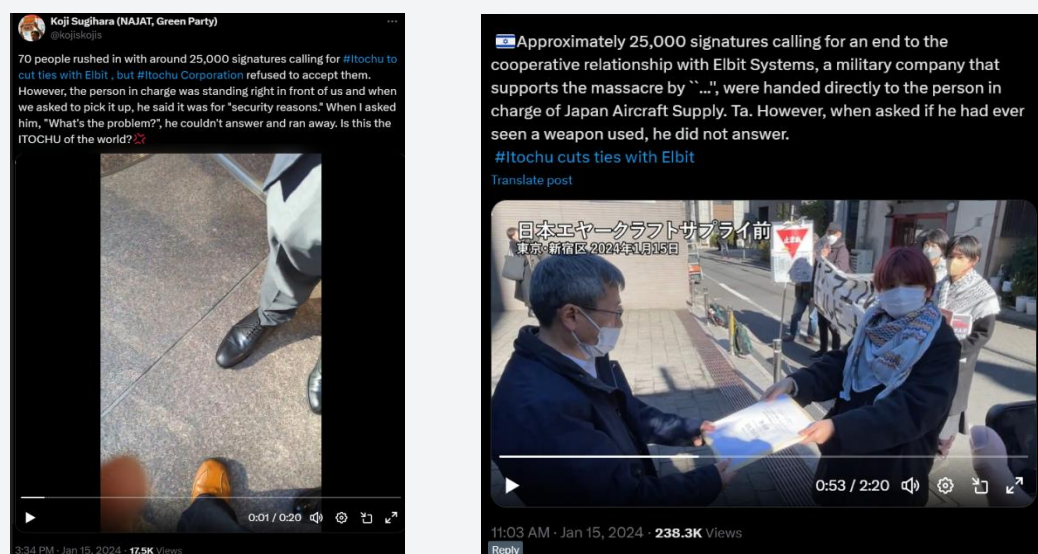 Koji Sugihara (NAJAT, Green Party)
@kojiskojis
70 people rushed in with around 25,000 signatures calling for #Itochu to
cut ties with Elbit , but #Itochu Corporation refused to accept them.
However, the person in charge was standing right in front of us and when
we asked to pick it up, he said it was for "security reasons." When I asked
him, "What's the problem?", he couldn't answer and ran away. Is this the
ITOCHU of the world?
0:01 / 0:20
3:34 PM · Jan 15, 2024 · 17.5K Views
Approximately 25,000 signatures calling for an end to the
cooperative relationship with Elbit Systems, a military company that
supports the massacre by ``...'', were handed directly to the person in
charge of Japan Aircraft Supply. Ta. However, when asked if he had ever
seen a weapon used, he did not answer.
#Itochu cuts ties with Elbit
Translate post
日本エヤークラフトサプライ前
東京・新宿区 2024年1月15日
0:53 / 2:20
11:03 AM · Jan 15, 2024 · 238.3K Views
Reply